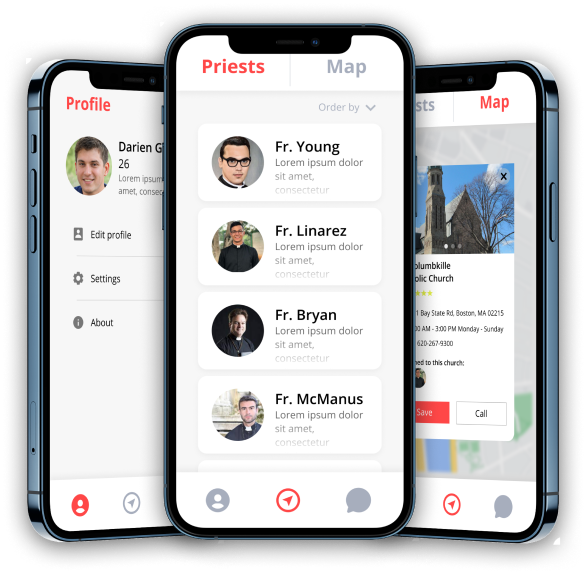 Profile
Darien
26
Lorem ipsum
amet,
Edit profile
Settings
About
Priests
Map
Order by
Fr. Young
Lorem ipsum dolor
sit amet,
consectetur
Fr. Linarez
Lorem ipsum dolor
sit amet,
consectetur
Fr. Bryan
Lorem ipsum dolor
sit amet,
consectetur
Fr. McManus
Lorem ipsum dolor
sit amet,
consectetur
sts
Map
x
olumbkille
olic Church
1 Bay State Rd, Boston, MA 02215
00 AM - 3:00 PM Monday - Sunday
620-267-9300
ned to this church:
Save
Call